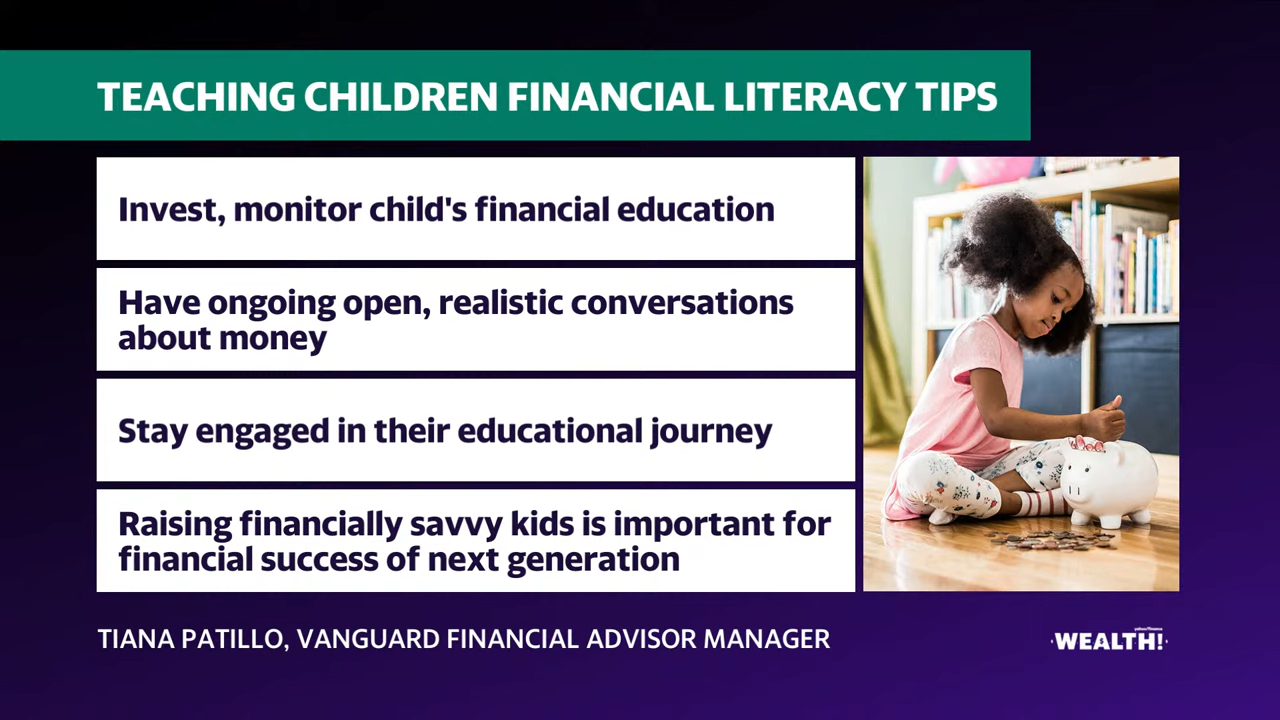 TEACHING CHILDREN FINANCIAL LITERACY TIPS
Invest, monitor child's financial education
Have ongoing open, realistic conversations
about money
Stay engaged in their educational journey
Raising financially savvy kids is important for
financial success of next generation
TIANA PATILLO, VANGUARD FINANCIAL ADVISOR MANAGER
yahoo/finance
WEALTH!